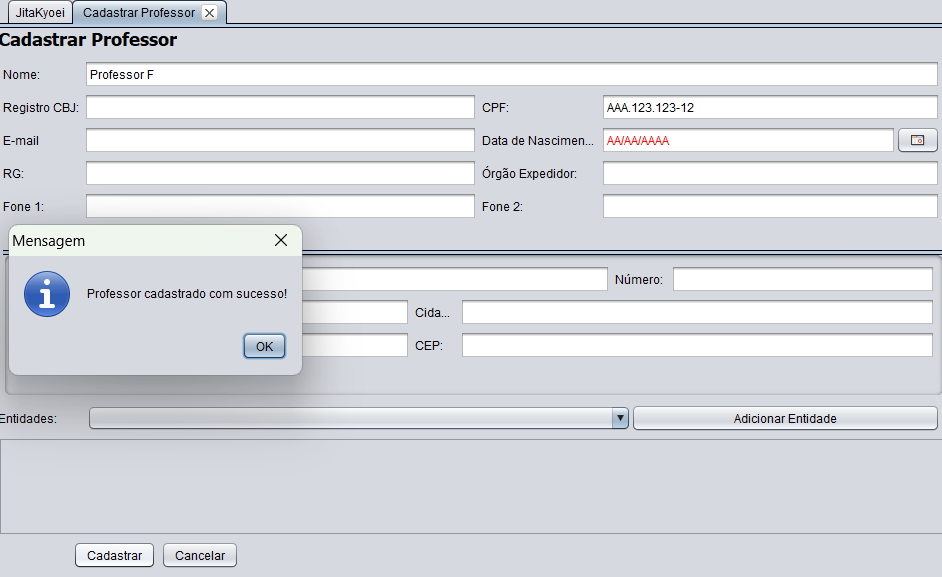 JitaKyoei Cadastrar Professor
Cadastrar Professor
Nome: Professor F
Registro CBJ: CPF: AAA.123.123-12
E-mail Data de Nascimen... AA/AA/AAAA
RG: Órgão Expedidor:
Fone 1: Fone 2:
Mensagem
Professor cadastrado com sucesso!
OK
Número:
Cida...
CEP:
Entidades: Adicionar Entidade
Cadastrar Cancelar